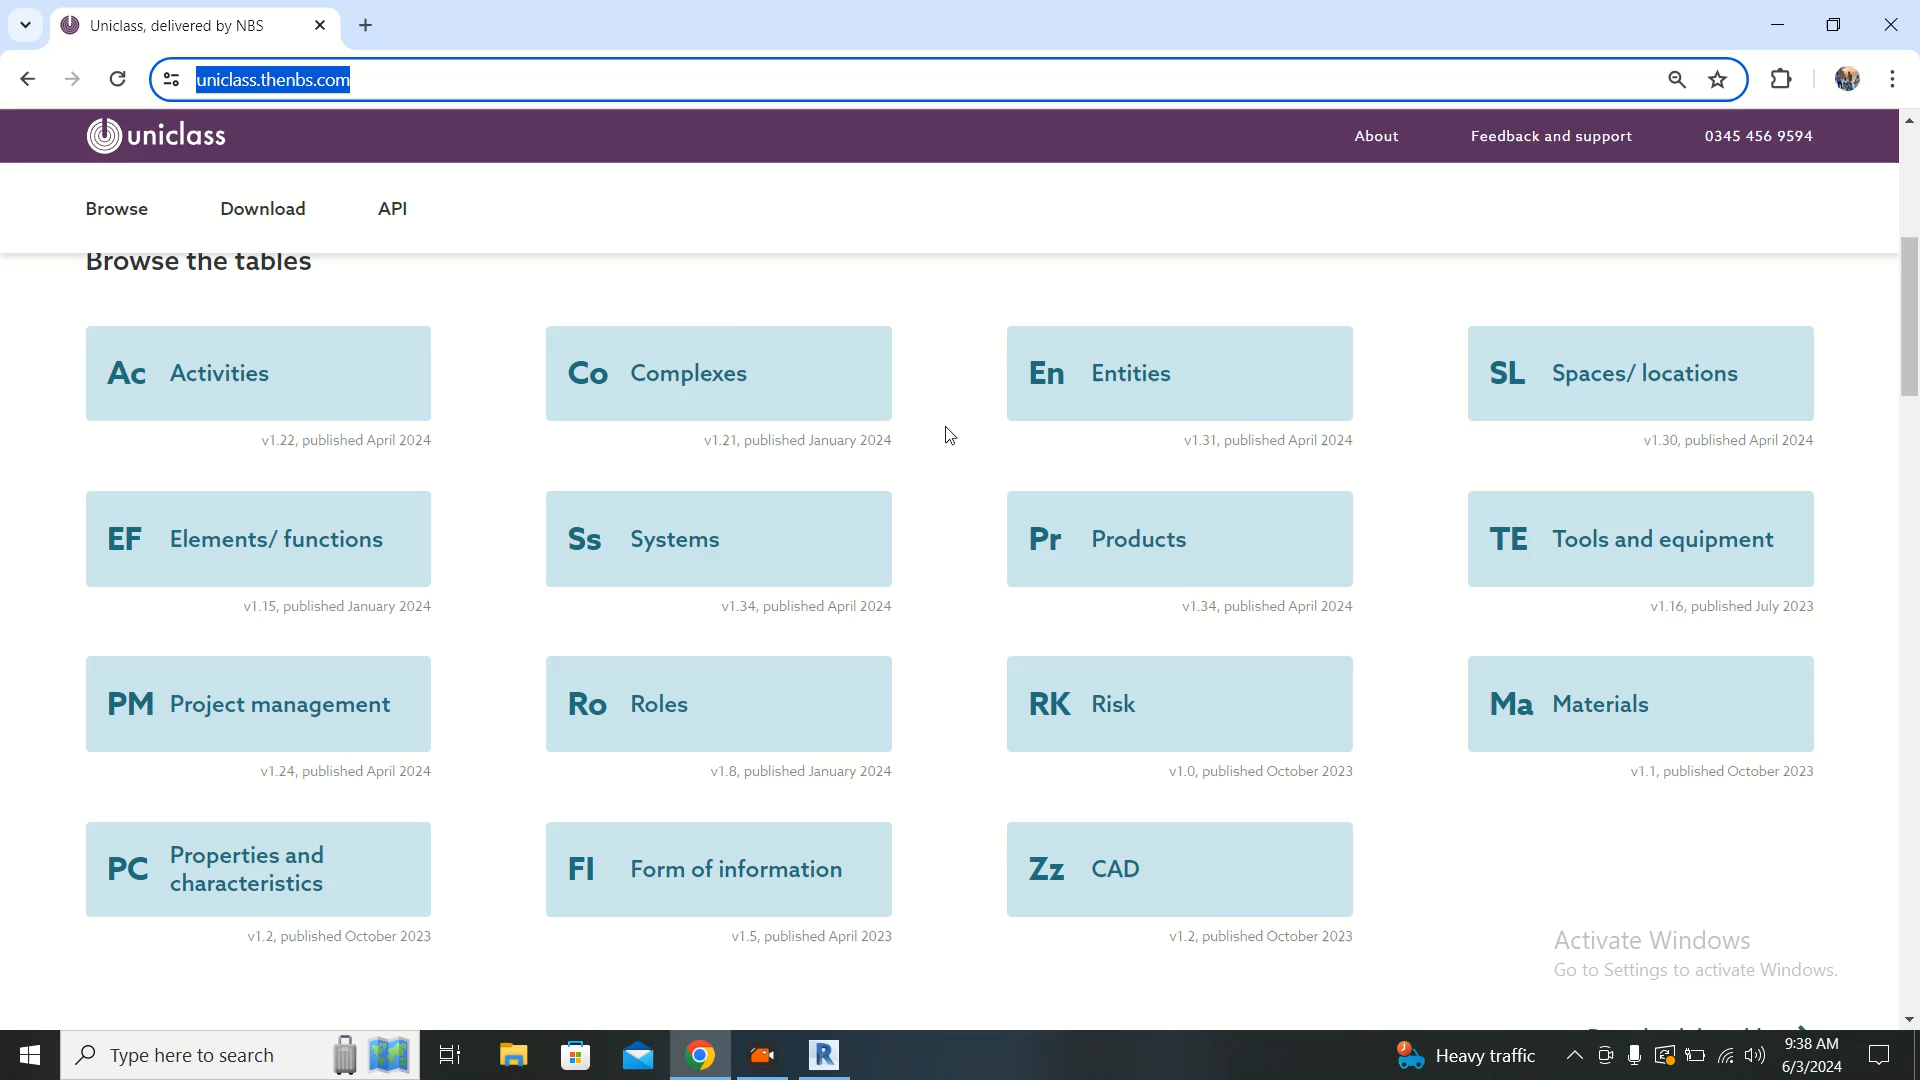 Uniclass, delivered by NBS
uniclass.thenbs.com
uniclass
About
Feedback and support
0345 456 9594
Browse
Download
API
Browse the tables
Ac Activities
v1.22, published April 2024
Co Complexes
v1.21, published January 2024
En Entities
v1.31, published April 2024
SL Spaces/ locations
v1.30, published April 2024
EF Elements/ functions
v1.15, published January 2024
Ss Systems
v1.34, published April 2024
Pr Products
v1.34, published April 2024
TE Tools and equipment
v1.16, published July 2023
PM Project management
v1.24, published April 2024
Ro Roles
v1.8, published January 2024
RK Risk
v1.0, published October 2023
Ma Materials
v1.1, published October 2023
PC Properties and
characteristics
v1.2, published October 2023
FI Form of information
v1.5, published April 2023
Zz CAD
v1.2, published October 2023
Activate Windows
Go to Settings to activate Windows.
Type here to search
R
Heavy traffic
9:38 AM
6/3/2024